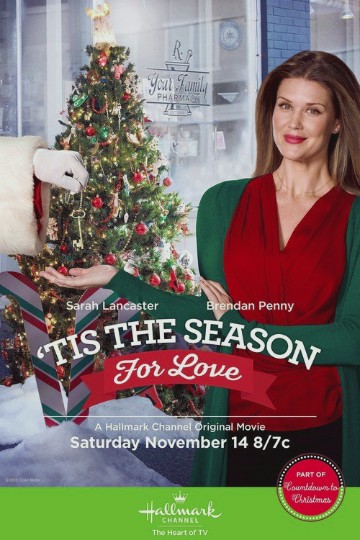 Rx
Your Family
PHARMACY
Sarah Lancaster
Brendan Penny
'TIS THE SEASON
For Love
A Hallmark Channel Original Movie
Saturday November 14 8/7c
PART OF
Countdown to
Christmas
Hallmark
CHANNEL
The Heart of TV